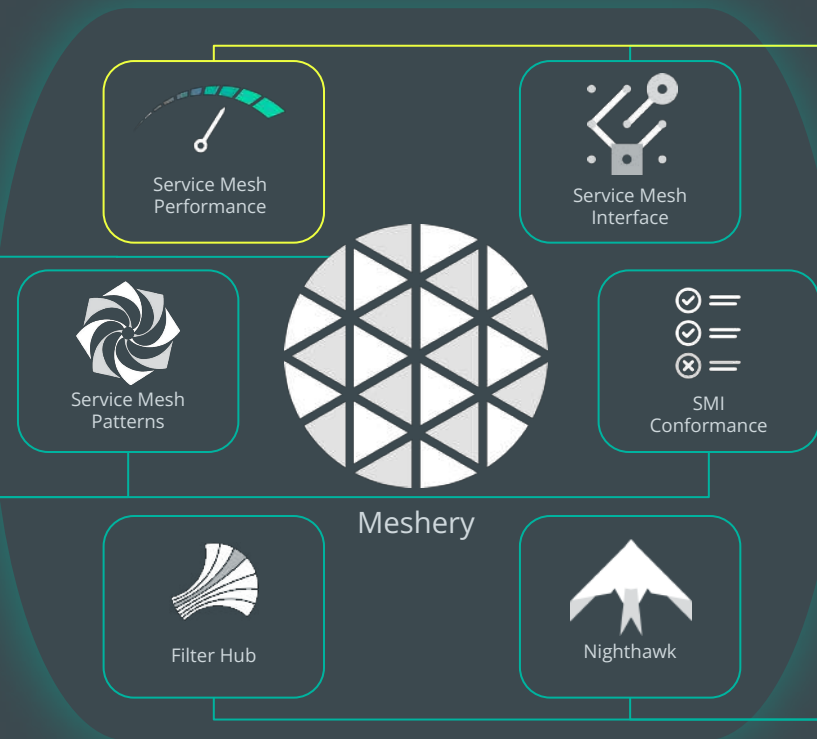 Service Mesh
Performance
Service Mesh
Interface
Service Mesh
Patterns
SMI
Conformance
Meshery
Filter Hub
Nighthawk